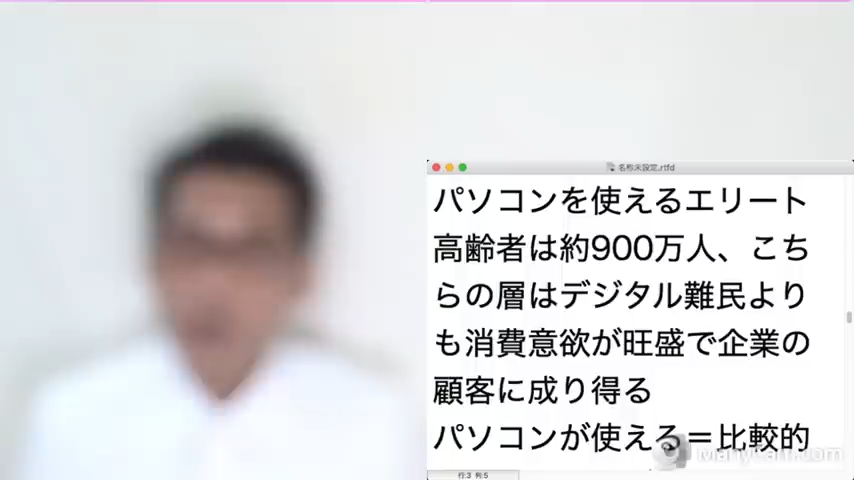 名称未設定.rtfd
パソコンを使えるエリート
高齢者は約900万人、こち
らの層はデジタル難民より
も消費意欲が旺盛で企業の
顧客に成り得る
パソコンが使える＝比較的
ManyCam.com
行:3 列:5